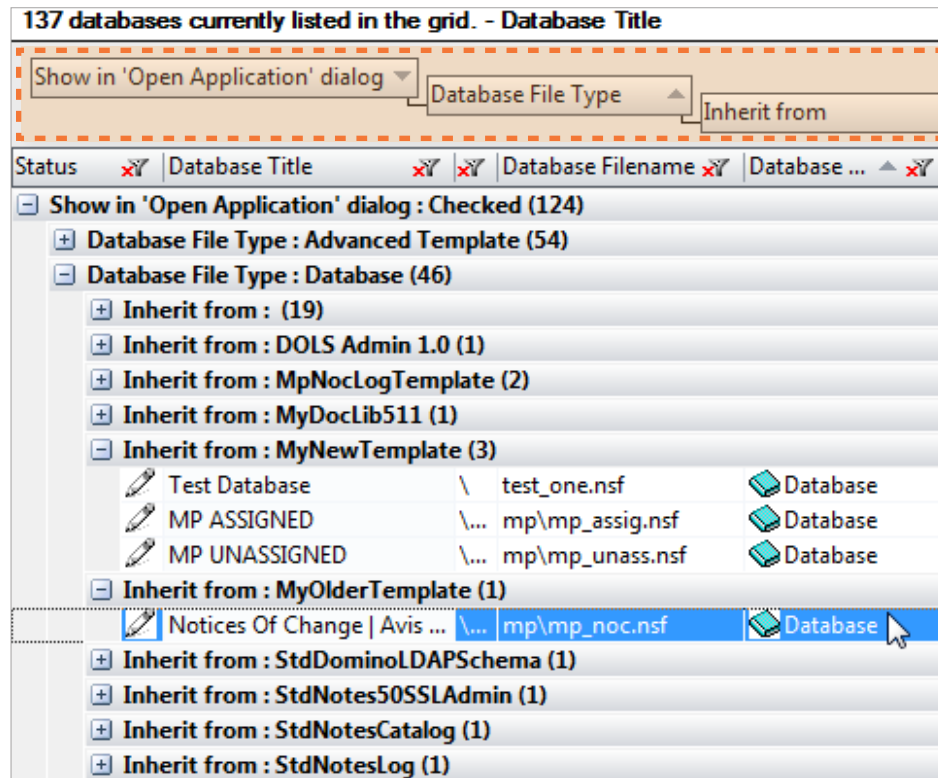 137 databases currently listed in the grid. - Database Title
Show in 'Open Application' dialog
Database File Type
Inherit from
Status Database Title Database Filename Database ...
Show in 'Open Application' dialog : Checked (124)
Database File Type : Advanced Template (54)
Database File Type : Database (46)
Inherit from : (19)
Inherit from : DOLS Admin 1.0 (1)
Inherit from : MpNocLogTemplate (2)
Inherit from : MyDocLib511 (1)
Inherit from : MyNewTemplate (3)
Test Database \ test_one.nsf Database
MP ASSIGNED \... mp\mp_assig.nsf Database
MP UNASSIGNED \... mp\mp_unass.nsf Database
Inherit from : MyOlderTemplate (1)
Notices Of Change | Avis ... \... mp\mp_noc.nsf Database
Inherit from : StdDominoLDAPSchema (1)
Inherit from : StdNotes50SSLAdmin (1)
Inherit from : StdNotesCatalog (1)
Inherit from : StdNotesLog (1)